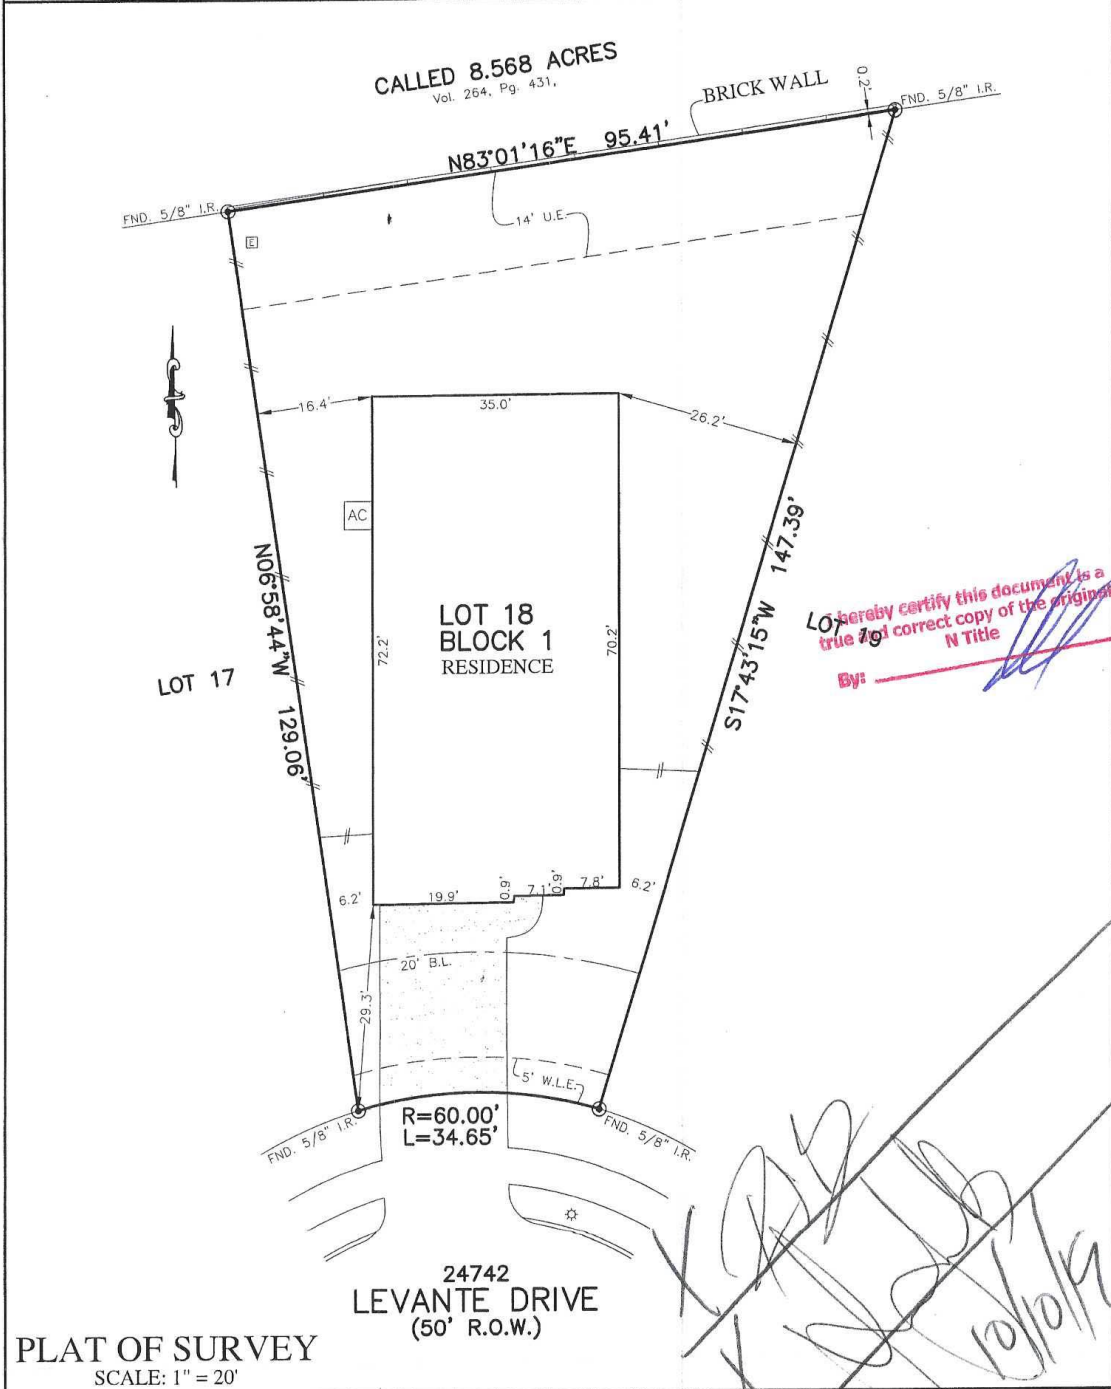 CALLED 8.568 ACRES
Vol. 264, Pg. 431,
BRICK WALL
0.2'
FND. 5/8" I.R.
N83°01'16"E 95.41'
FND. 5/8" I.R.
14' U.E.
E
16.4'
35.0'
26.2'
AC
N06°58'44"W 129.06'
S17°43'15"W 147.39'
72.2'
70.2'
LOT 18
BLOCK 1
RESIDENCE
LOT 17
LOT 19
I hereby certify this document is a
true and correct copy of the original
N Title
By:
6.2'
19.9'
0.9'
7.1'
0.9'
7.8'
6.2'
20' B.L.
29.3'
5' W.L.E.
R=60.00'
L=34.65'
FND. 5/8" I.R.
FND. 5/8" I.R.
24742
LEVANTE DRIVE
(50' R.O.W.)
PLAT OF SURVEY
SCALE: 1" = 20'
X
X
10/10/19